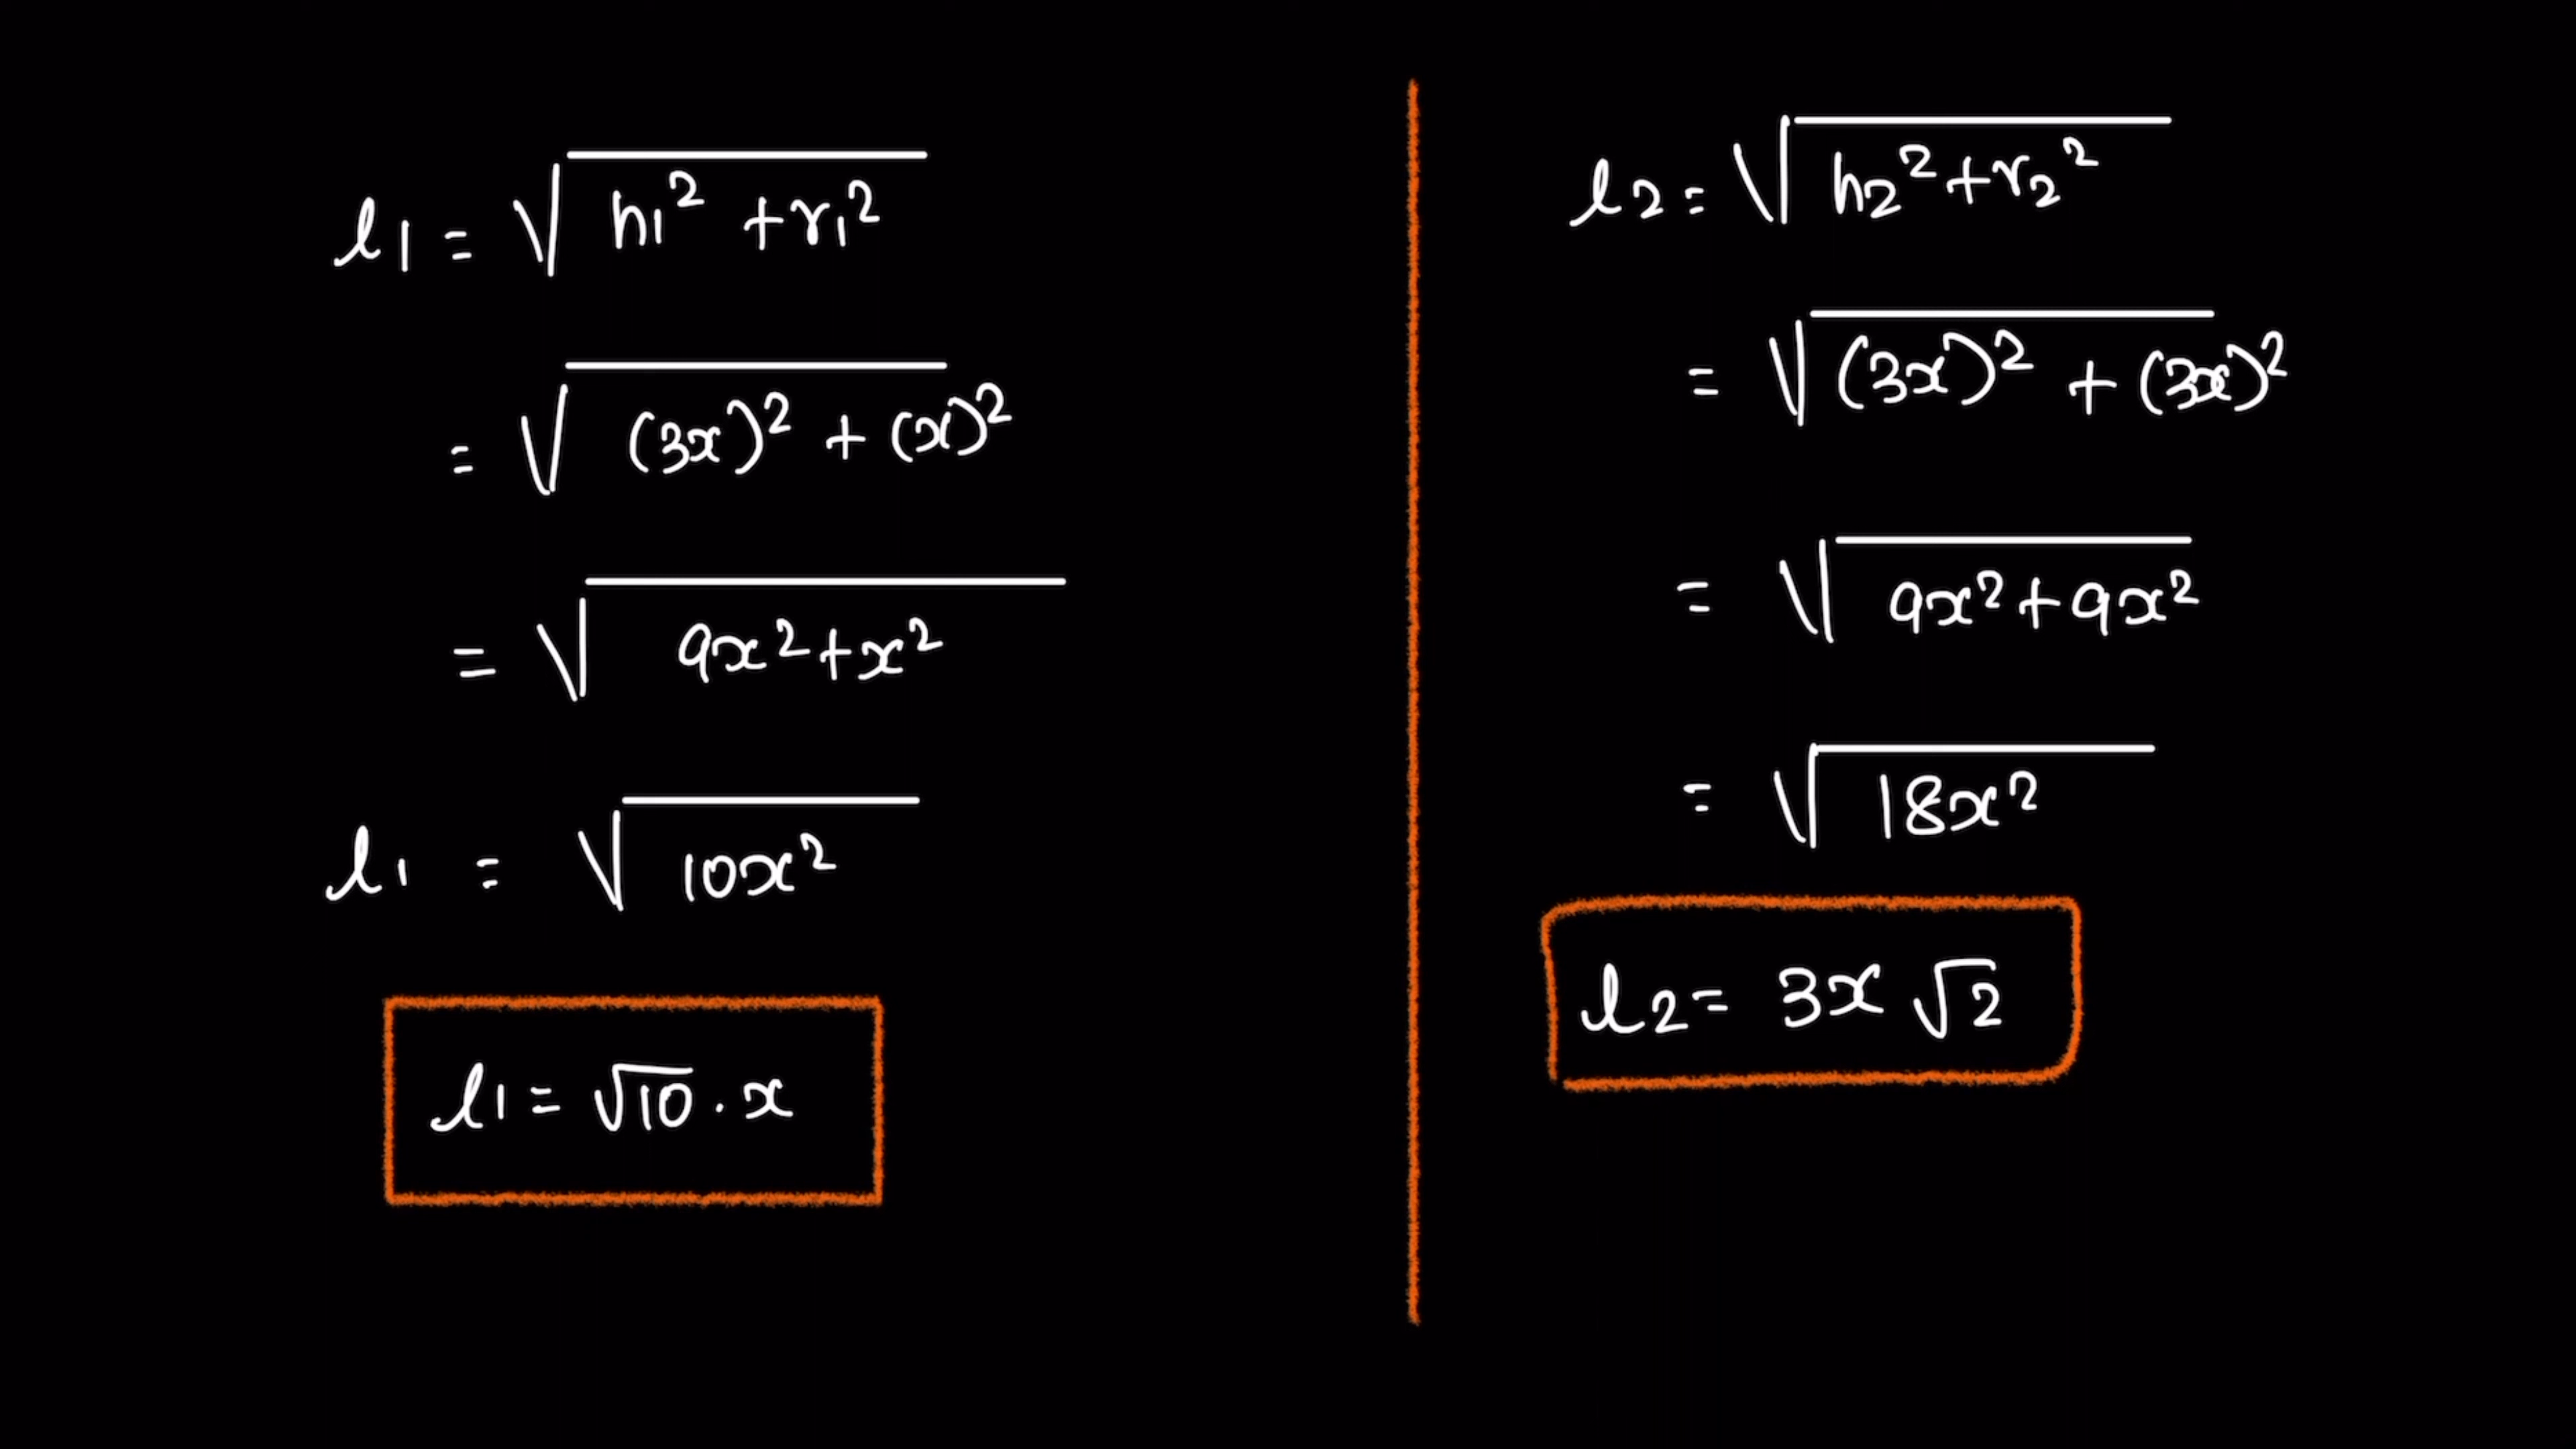 l1 = √(h1² + r1²)
= √((3x)² + (x)²)
= √(9x² + x²)
l1 = √(10x²)
l1 = √10 . x
l2 = √(h2² + r2²)
= √((3x)² + (3x)²)
= √(9x² + 9x²)
= √(18x²)
l2 = 3x √2